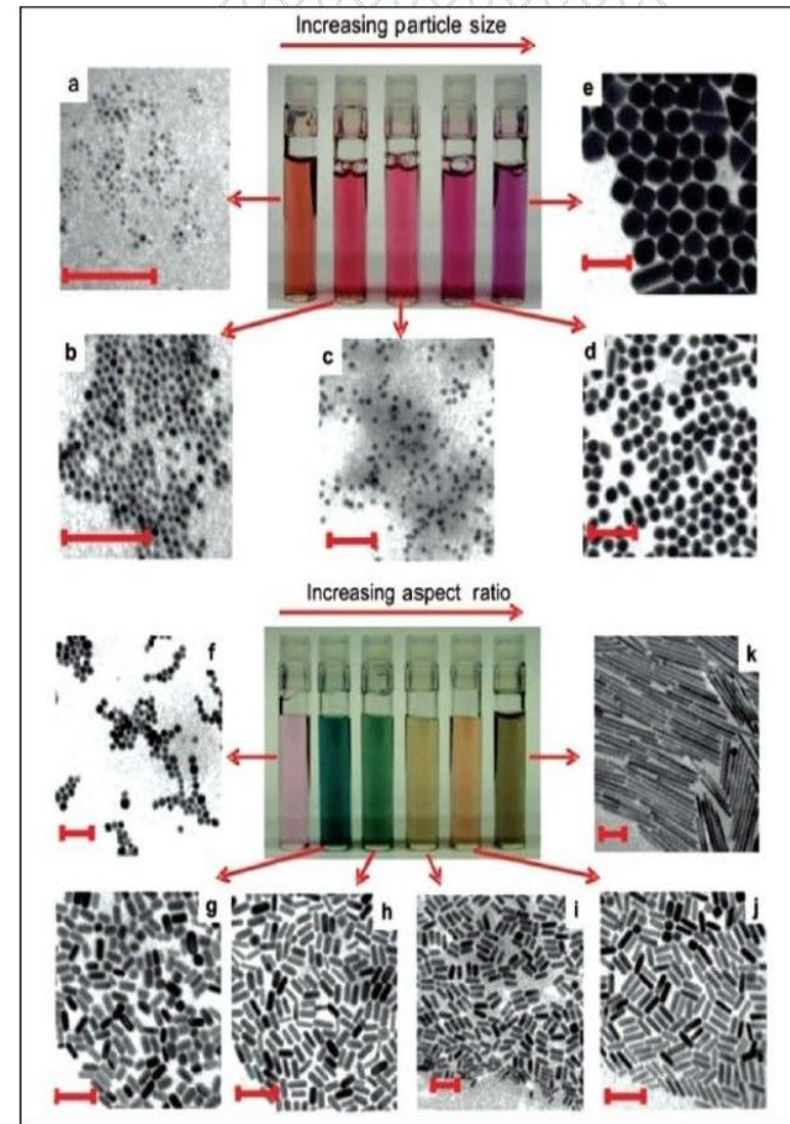 Increasing particle size
a
e
b
c
d
Increasing aspect ratio
f
k
g
h
i
j